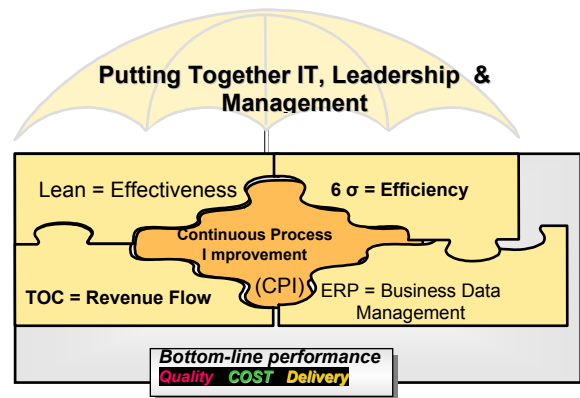 Putting Together IT, Leadership &
Management
Lean = Effectiveness
6 σ = Efficiency
Continuous Process
I mprovement
(CPI)
TOC = Revenue Flow
ERP = Business Data
Management
Bottom-line performance
Quality COST Delivery